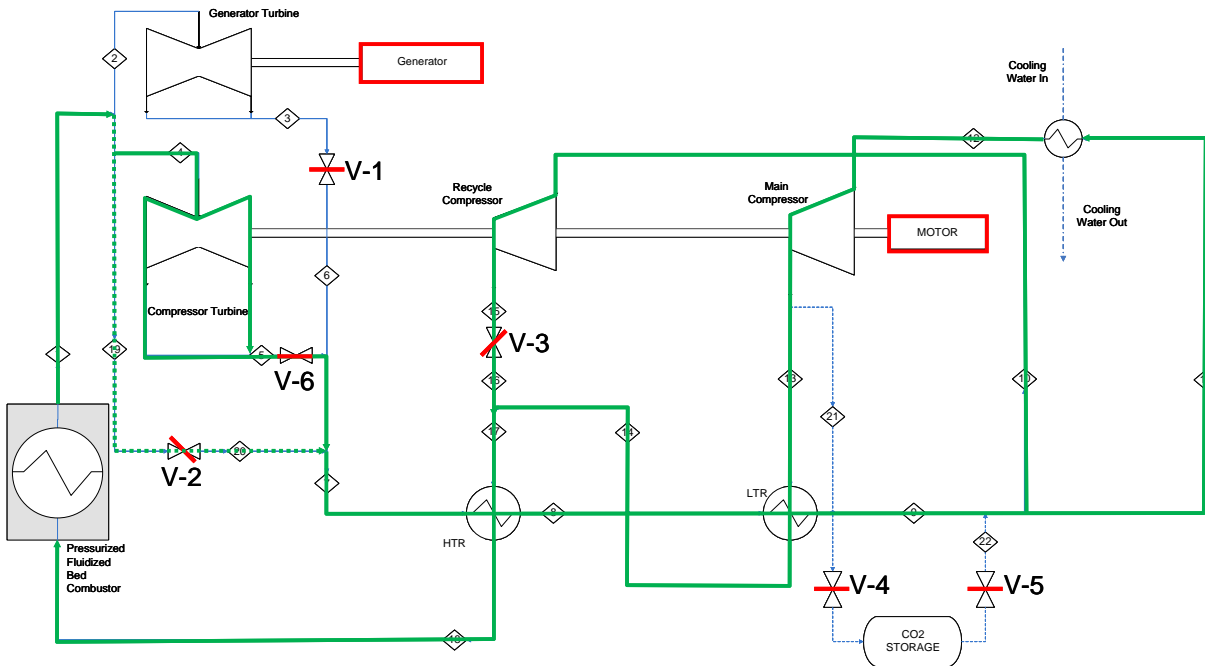 Generator Turbine
2
Generator
3
Cooling
Water In
12
4
V-1
Recycle
Compressor
Main
Compressor
Cooling
Water Out
MOTOR
6
Compressor Turbine
15
V-3
19
5
V-6
16
13
10
21
17
14
20
V-2
LTR
8
9
HTR
22
Pressurized
Fluidized
Bed
Combustor
V-4
V-5
18
CO2
STORAGE